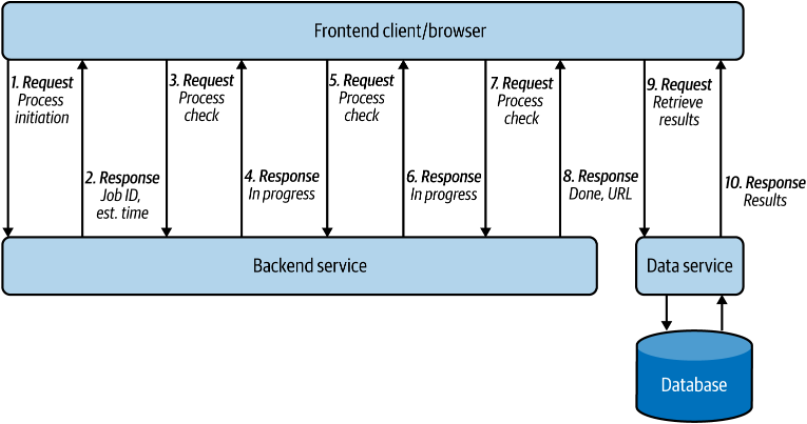 Frontend client/browser
1. Request
Process
initiation
2. Response
Job ID,
est. time
3. Request
Process
check
4. Response
In progress
5. Request
Process
check
6. Response
In progress
7. Request
Process
check
8. Response
Done, URL
9. Request
Retrieve
results
10. Response
Results
Backend service
Data service
Database